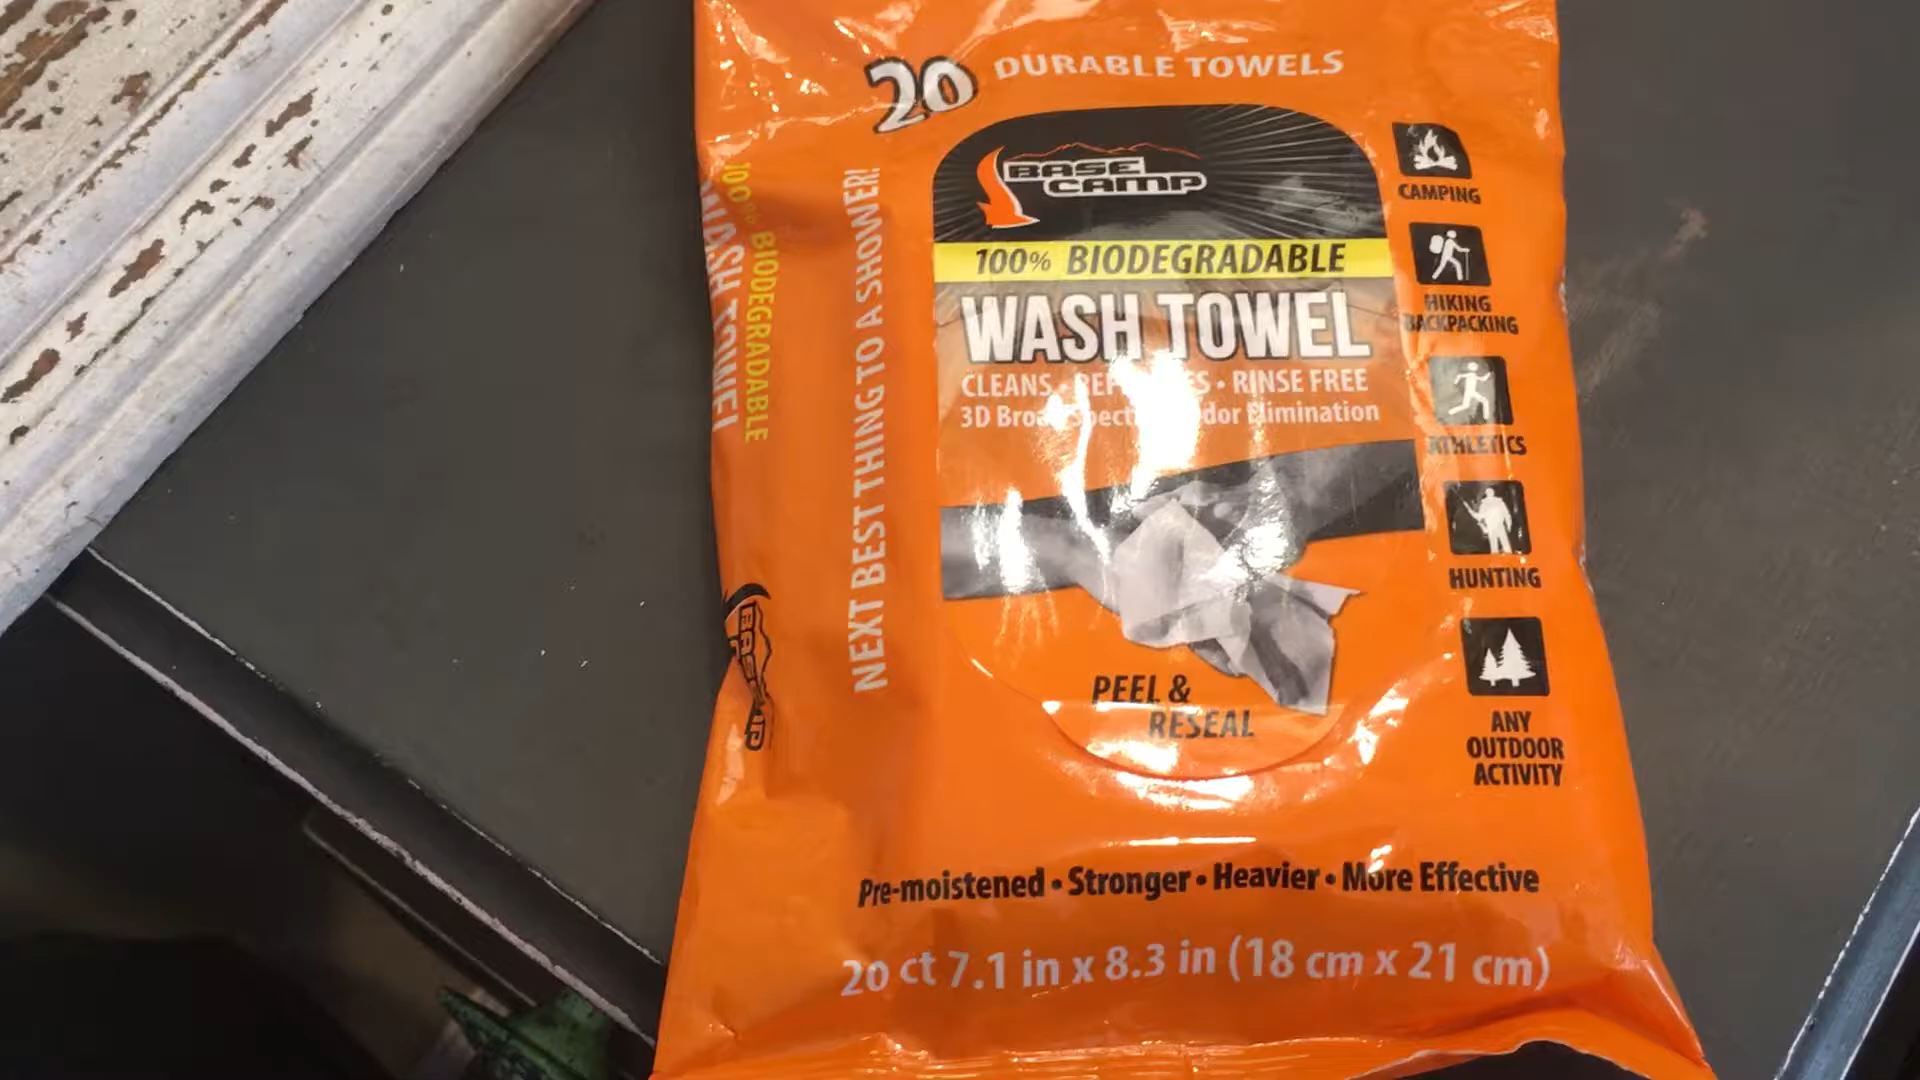 20 DURABLE TOWELS
BASE
CAMP
100% BIODEGRADABLE
WASH TOWEL
CLEANS • • RINSE FREE
3D Elimination
PEEL &
RESEAL
CAMPING
HIKING
BACKPACKING
ATHLETICS
HUNTING
ANY
OUTDOOR
ACTIVITY
NEXT BEST THING TO A SHOWER!
100% BIODEGRADABLE
WASH TOWEL
Pre-moistened • Stronger • Heavier • More Effective
20 ct 7.1 in x 8.3 in (18 cm x 21 cm)